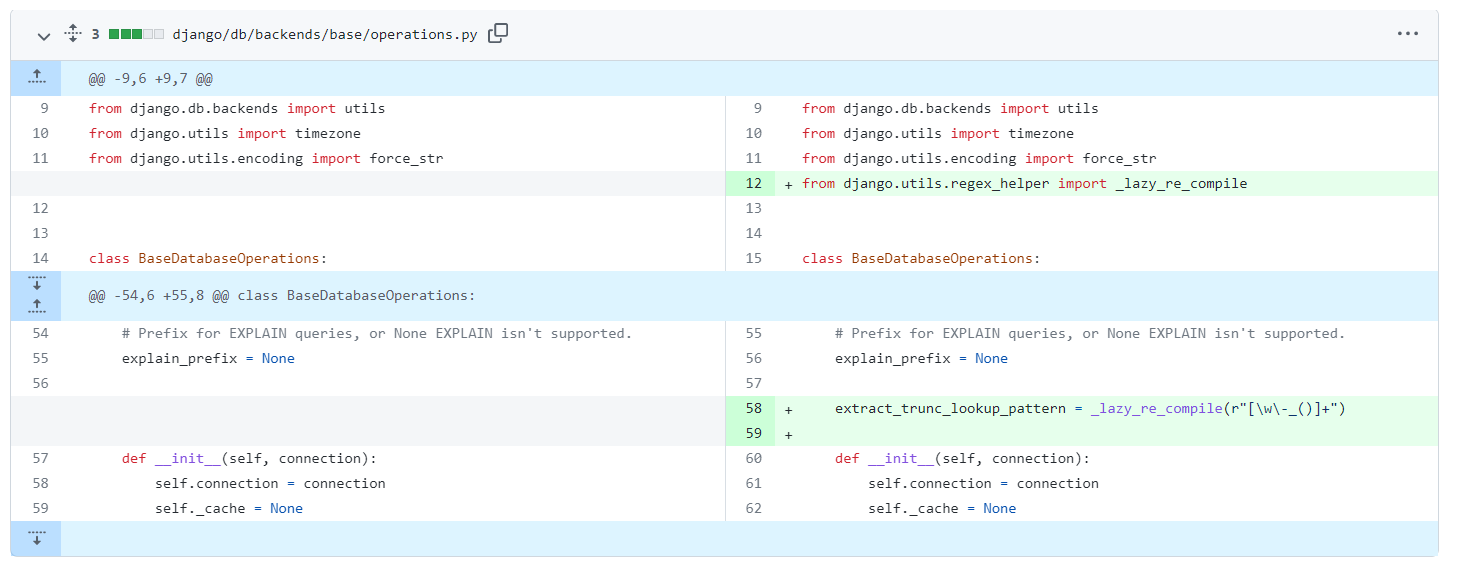 3 django/db/backends/base/operations.py
@@ -9,6 +9,7 @@
9 from django.db.backends import utils 9 from django.db.backends import utils
10 from django.utils import timezone 10 from django.utils import timezone
11 from django.utils.encoding import force_str 11 from django.utils.encoding import force_str
12 + from django.utils.regex_helper import _lazy_re_compile
12 13
13 14
14 class BaseDatabaseOperations: 15 class BaseDatabaseOperations:
@@ -54,6 +55,8 @@ class BaseDatabaseOperations:
54 # Prefix for EXPLAIN queries, or None EXPLAIN isn't supported. 55 # Prefix for EXPLAIN queries, or None EXPLAIN isn't supported.
55 explain_prefix = None 56 explain_prefix = None
56 57
58 + extract_trunc_lookup_pattern = _lazy_re_compile(r"[\w\-_()]+")
59 +
57 def __init__(self, connection): 60 def __init__(self, connection):
58 self.connection = connection 61 self.connection = connection
59 self._cache = None 62 self._cache = None